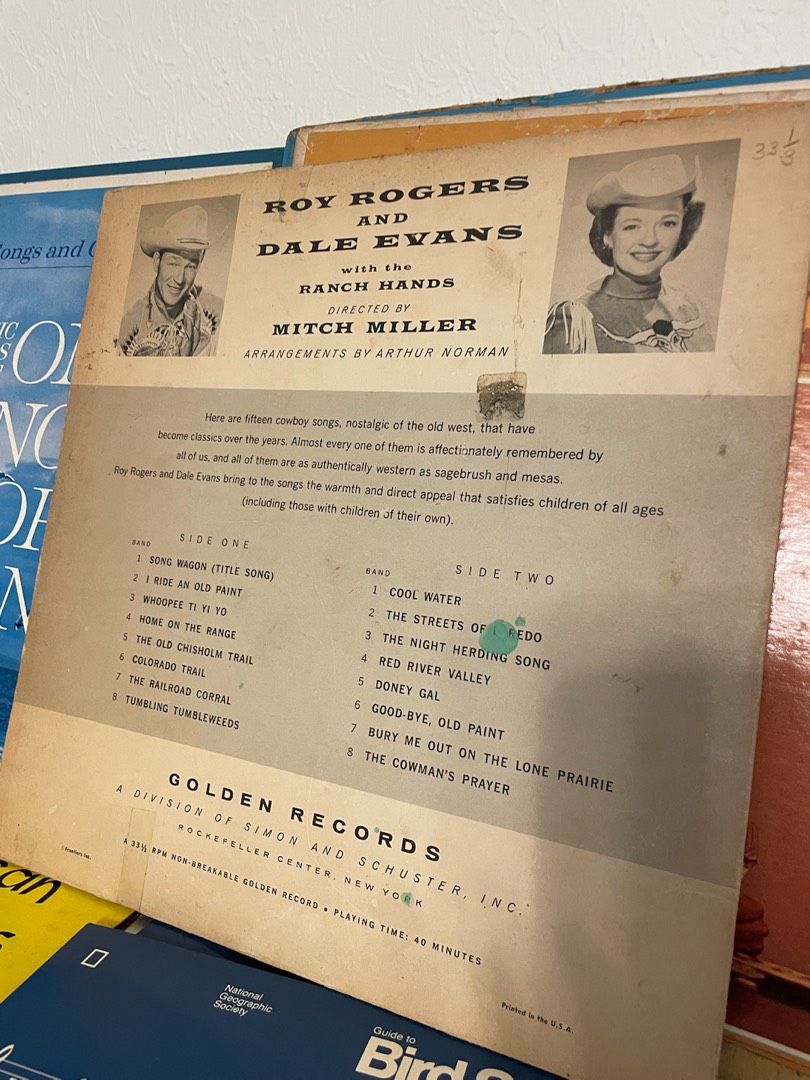 33 1/3
ROY ROGERS
AND
DALE EVANS
with the
RANCH HANDS
DIRECTED BY
MITCH MILLER
ARRANGEMENTS BY ARTHUR NORMAN
Here are fifteen cowboy songs, nostalgic of the old west, that have
become classics over the years. Almost every one of them is affectionately remembered by
all of us, and all of them are as authentically western as sagebrush and mesas.
Roy Rogers and Dale Evans bring to the songs the warmth and direct appeal that satisfies children of all ages
(including those with children of their own).
SIDE ONE
BAND
1 SONG WAGON (TITLE SONG)
2 I RIDE AN OLD PAINT
3 WHOOPEE TI YI YO
4 HOME ON THE RANGE
5 THE OLD CHISHOLM TRAIL
6 COLORADO TRAIL
7 THE RAILROAD CORRAL
8 TUMBLING TUMBLEWEEDS
SIDE TWO
BAND
1 COOL WATER
2 THE STREETS OF L REDO
3 THE NIGHT HERDING SONG
4 RED RIVER VALLEY
5 DONEY GAL
6 GOOD-BYE, OLD PAINT
7 BURY ME OUT ON THE LONE PRAIRIE
8 THE COWMAN'S PRAYER
GOLDEN RECORDS
A DIVISION OF SIMON AND SCHUSTER, INC.
ROCKEFELLER CENTER, NEW YORK
A 33⅓ RPM NON-BREAKABLE GOLDEN RECORD • PLAYING TIME: 40 MINUTES
© Frontiers Inc.
Printed in the U.S.A.
ongs and
National
Geographic
Society
Guide to
Bird S